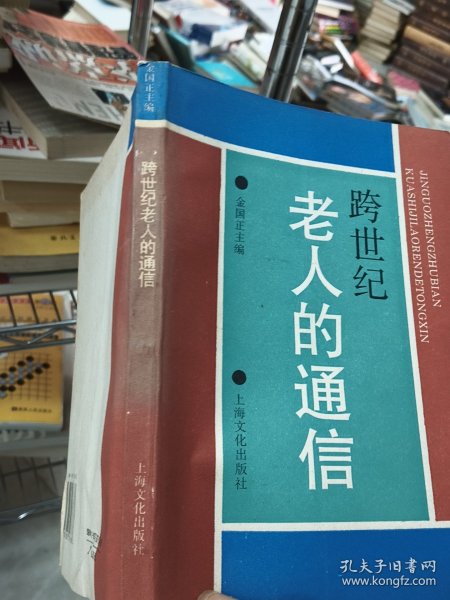 金国正主编
跨世纪老人的通信
上海文化出版社
跨世纪
老人的通信
金国正主编
上海文化出版社
JINGUOZHENGZHUBIAN
KUASHIJILAORENDETONGXIN
孔夫子旧书网
www.kongfz.com